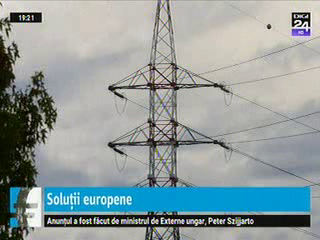 19:21
DIGI
24
HD
Soluții europene
Anunțul a fost făcut de ministrul de Externe ungar, Peter Szijjarto